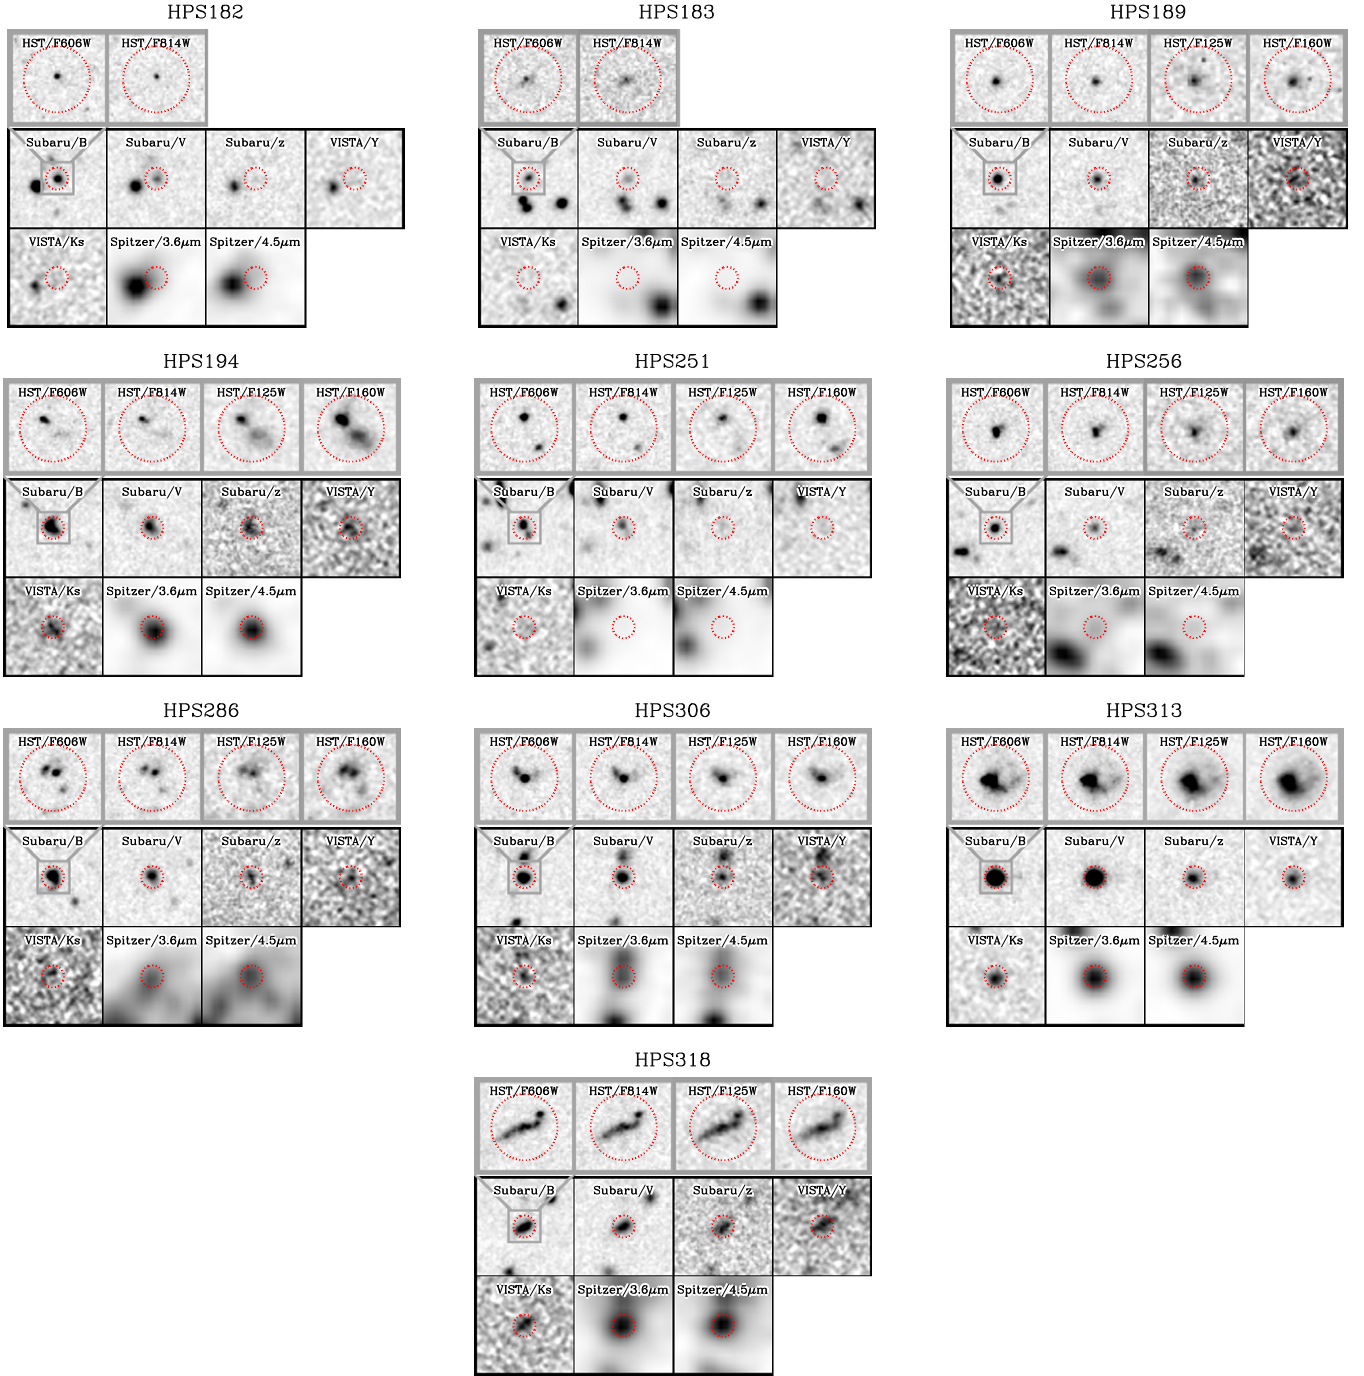 HPS182
HST/F606W HST/F814W
Subaru/B Subaru/V Subaru/z VISTA/Y
VISTA/Ks Spitzer/3.6μm Spitzer/4.5μm
HPS183
HST/F606W HST/F814W
Subaru/B Subaru/V Subaru/z VISTA/Y
VISTA/Ks Spitzer/3.6μm Spitzer/4.5μm
HPS189
HST/F606W HST/F814W HST/F125W HST/F160W
Subaru/B Subaru/V Subaru/z VISTA/Y
VISTA/Ks Spitzer/3.6μm Spitzer/4.5μm
HPS194
HST/F606W HST/F814W HST/F125W HST/F160W
Subaru/B Subaru/V Subaru/z VISTA/Y
VISTA/Ks Spitzer/3.6μm Spitzer/4.5μm
HPS251
HST/F606W HST/F814W HST/F125W HST/F160W
Subaru/B Subaru/V Subaru/z VISTA/Y
VISTA/Ks Spitzer/3.6μm Spitzer/4.5μm
HPS256
HST/F606W HST/F814W HST/F125W HST/F160W
Subaru/B Subaru/V Subaru/z VISTA/Y
VISTA/Ks Spitzer/3.6μm Spitzer/4.5μm
HPS286
HST/F606W HST/F814W HST/F125W HST/F160W
Subaru/B Subaru/V Subaru/z VISTA/Y
VISTA/Ks Spitzer/3.6μm Spitzer/4.5μm
HPS306
HST/F606W HST/F814W HST/F125W HST/F160W
Subaru/B Subaru/V Subaru/z VISTA/Y
VISTA/Ks Spitzer/3.6μm Spitzer/4.5μm
HPS313
HST/F606W HST/F814W HST/F125W HST/F160W
Subaru/B Subaru/V Subaru/z VISTA/Y
VISTA/Ks Spitzer/3.6μm Spitzer/4.5μm
HPS318
HST/F606W HST/F814W HST/F125W HST/F160W
Subaru/B Subaru/V Subaru/z VISTA/Y
VISTA/Ks Spitzer/3.6μm Spitzer/4.5μm